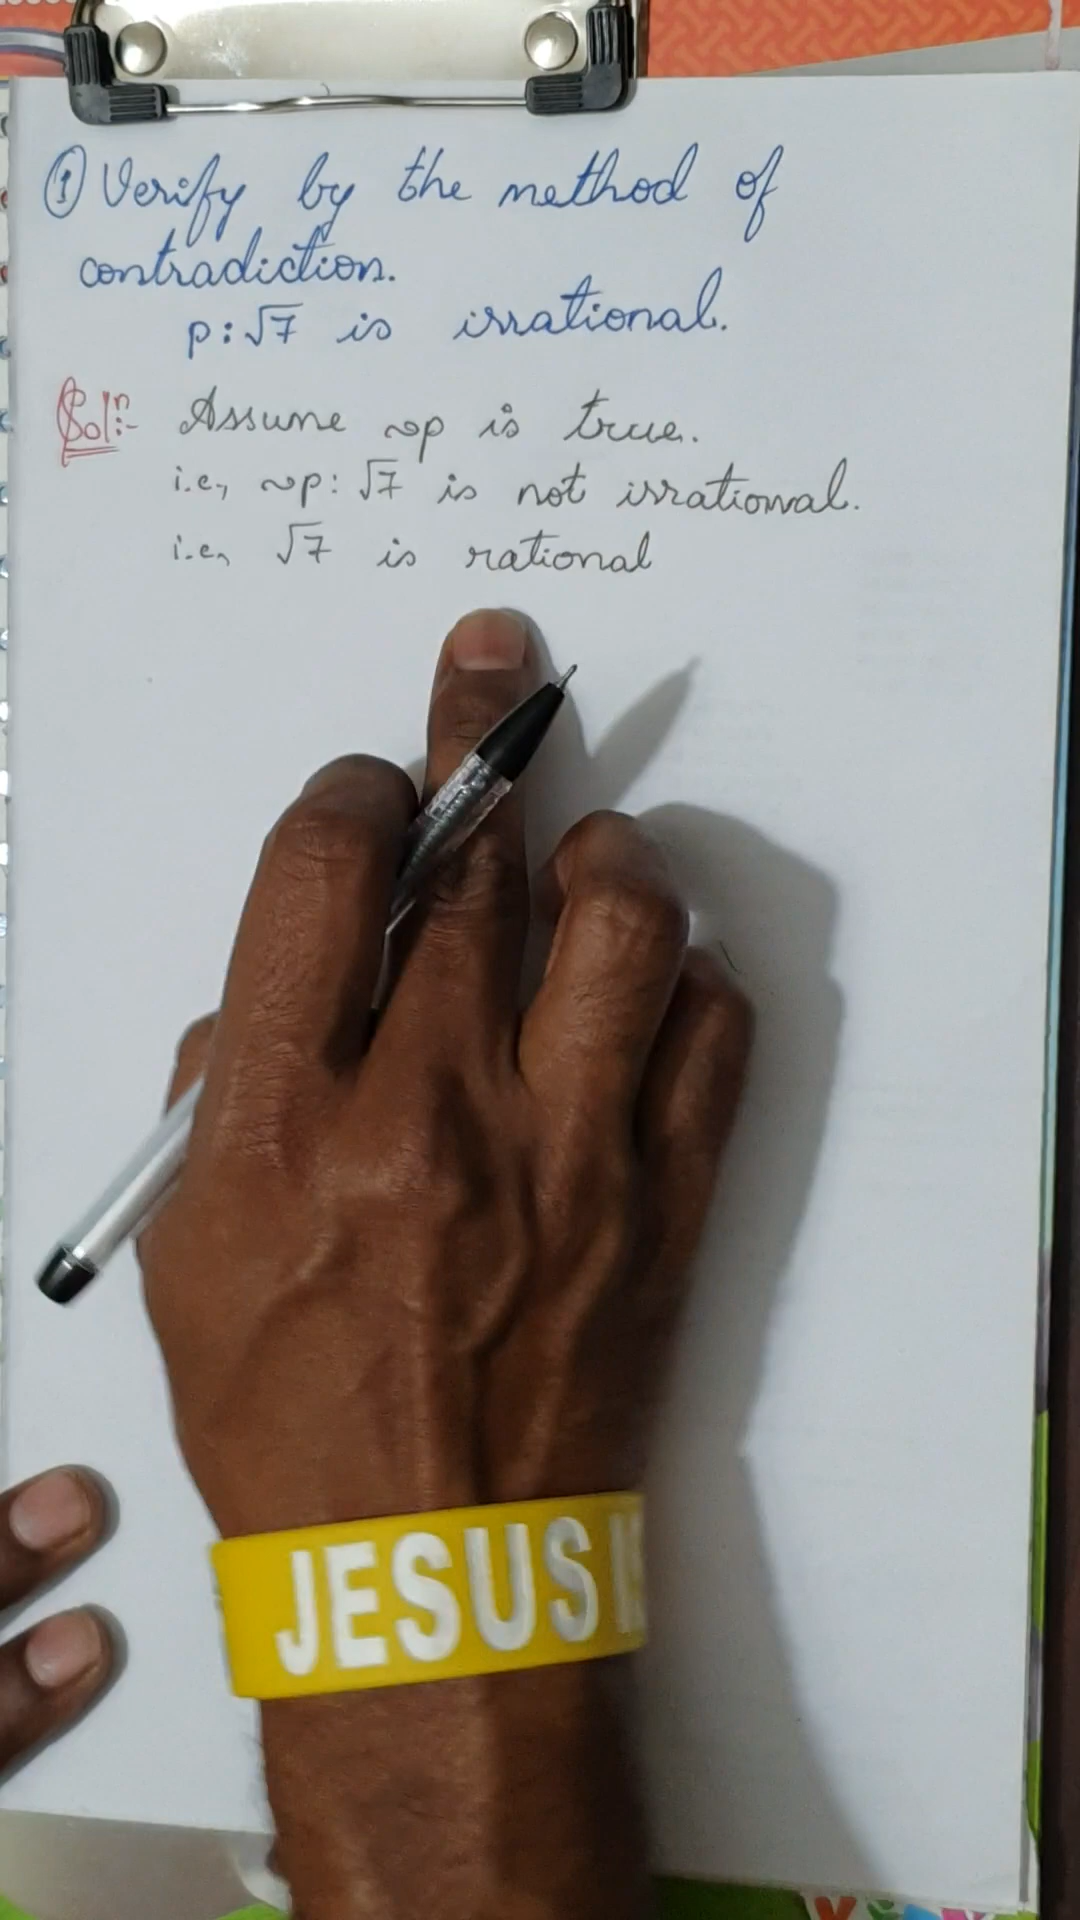 ① Verify by the method of
contradiction.
p: √7 is irrational.
Solⁿ:- Assume ~p is true.
i.e., ~p: √7 is not irrational.
i.e., √7 is rational
JESUS